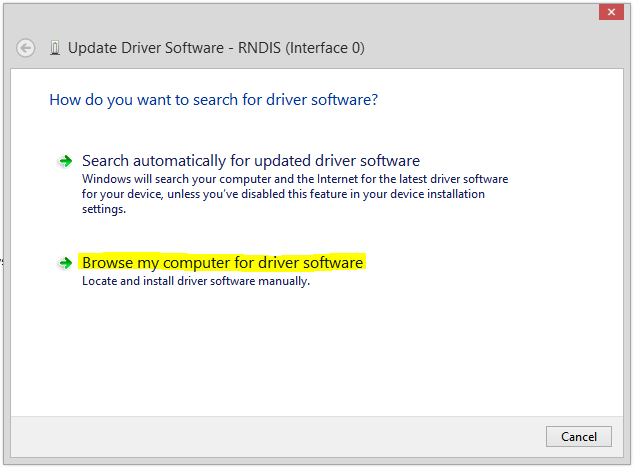 Update Driver Software - RNDIS (Interface 0)
How do you want to search for driver software?
Search automatically for updated driver software
Windows will search your computer and the Internet for the latest driver software
for your device, unless you've disabled this feature in your device installation
settings.
Browse my computer for driver software
Locate and install driver software manually.
Cancel